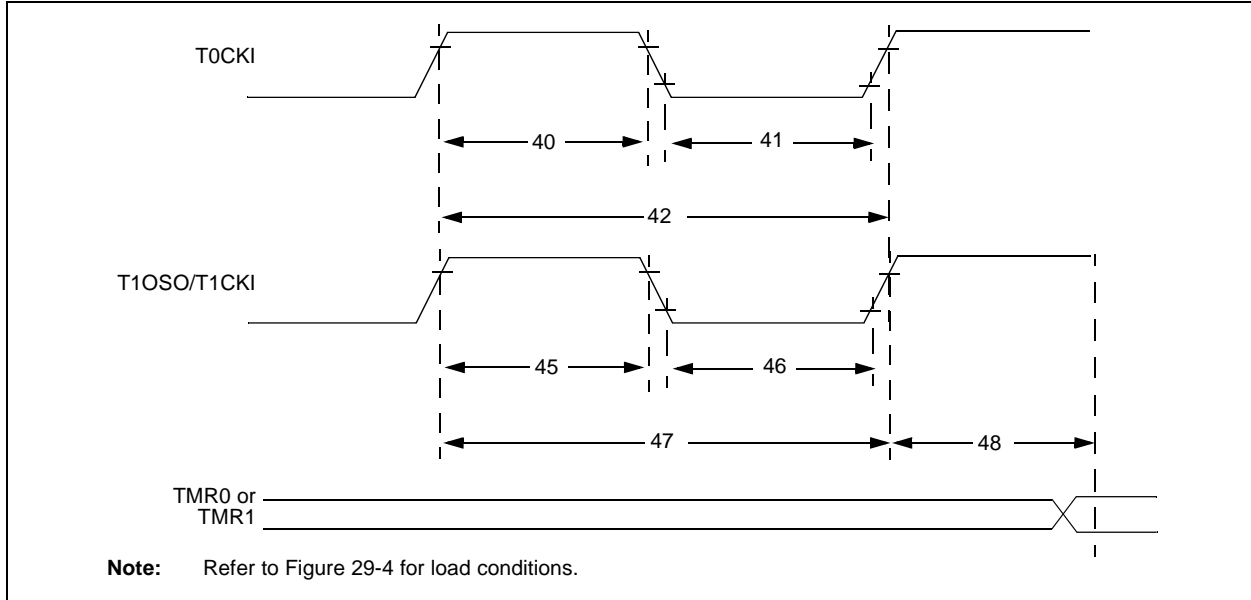 T0CKI
40
41
42
T1OSO/T1CKI
45
46
47
48
TMR0 or
TMR1
Note: Refer to Figure 29-4 for load conditions.